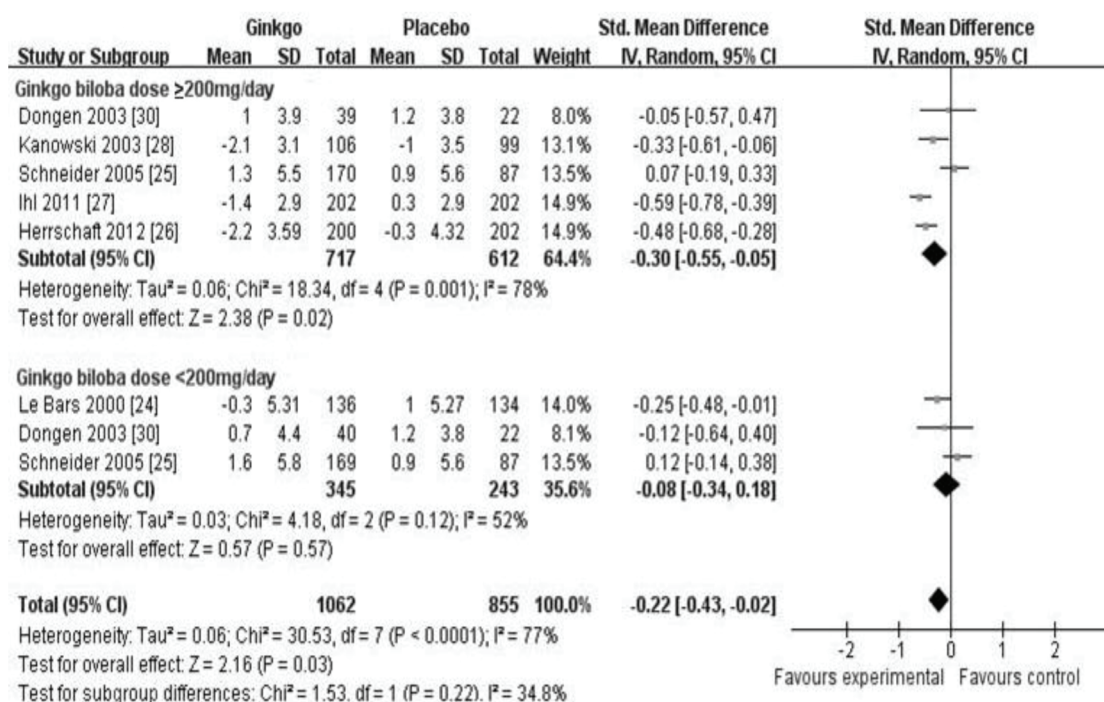 Ginkgo Placebo Std. Mean Difference Std. Mean Difference
Study or Subgroup Mean SD Total Mean SD Total Weight IV, Random, 95% CI IV, Random, 95% CI
Ginkgo biloba dose ≥200mg/day
Dongen 2003 [30] 1 3.9 39 1.2 3.8 22 8.0% -0.05 [-0.57, 0.47]
Kanowski 2003 [28] -2.1 3.1 106 -1 3.5 99 13.1% -0.33 [-0.61, -0.06]
Schneider 2005 [25] 1.3 5.5 170 0.9 5.6 87 13.5% 0.07 [-0.19, 0.33]
Ihl 2011 [27] -1.4 2.9 202 0.3 2.9 202 14.9% -0.59 [-0.78, -0.39]
Herrschaft 2012 [26] -2.2 3.59 200 -0.3 4.32 202 14.9% -0.48 [-0.68, -0.28]
Subtotal (95% CI) 717 612 64.4% -0.30 [-0.55, -0.05]
Heterogeneity: Tau² = 0.06; Chi² = 18.34, df = 4 (P = 0.001); I² = 78%
Test for overall effect: Z = 2.38 (P = 0.02)
Ginkgo biloba dose <200mg/day
Le Bars 2000 [24] -0.3 5.31 136 1 5.27 134 14.0% -0.25 [-0.48, -0.01]
Dongen 2003 [30] 0.7 4.4 40 1.2 3.8 22 8.1% -0.12 [-0.64, 0.40]
Schneider 2005 [25] 1.6 5.8 169 0.9 5.6 87 13.5% 0.12 [-0.14, 0.38]
Subtotal (95% CI) 345 243 35.6% -0.08 [-0.34, 0.18]
Heterogeneity: Tau² = 0.03; Chi² = 4.18, df = 2 (P = 0.12); I² = 52%
Test for overall effect: Z = 0.57 (P = 0.57)
Total (95% CI) 1062 855 100.0% -0.22 [-0.43, -0.02]
Heterogeneity: Tau² = 0.06; Chi² = 30.53, df = 7 (P < 0.0001); I² = 77%
Test for overall effect: Z = 2.16 (P = 0.03)
Test for subgroup differences: Chi² = 1.53, df = 1 (P = 0.22), I² = 34.8%
-2 -1 0 1 2
Favours experimental Favours control